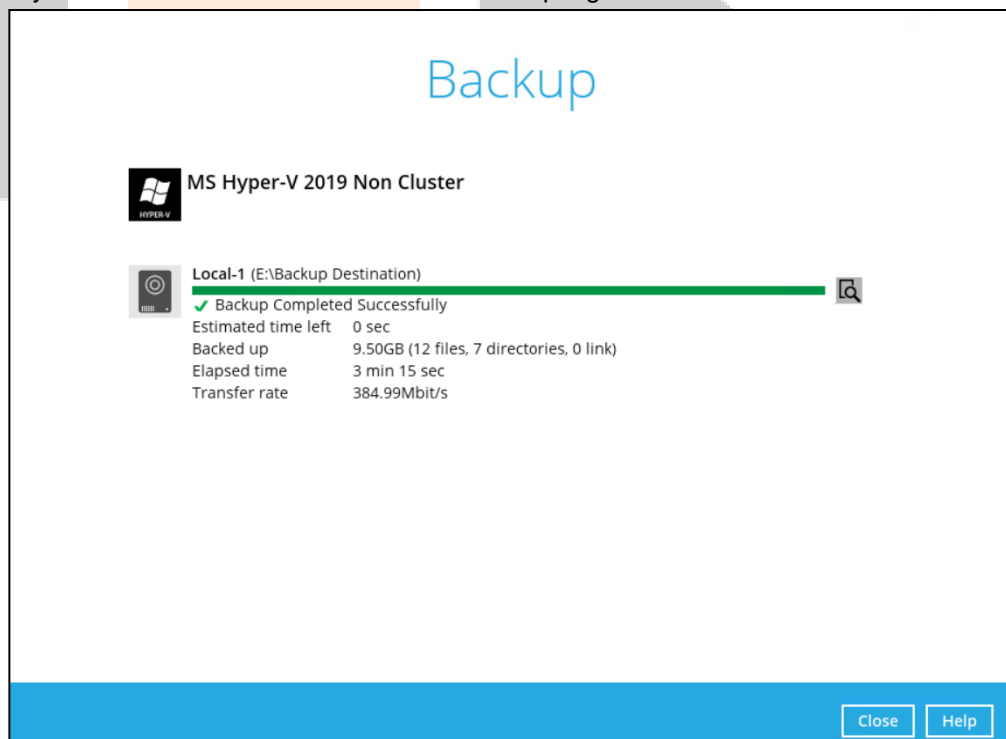 Backup
MS Hyper-V 2019 Non Cluster
HYPER-V
Local-1 (E:\Backup Destination)
Backup Completed Successfully
Estimated time left 0 sec
Backed up 9.50GB (12 files, 7 directories, 0 link)
Elapsed time 3 min 15 sec
Transfer rate 384.99Mbit/s
Close Help